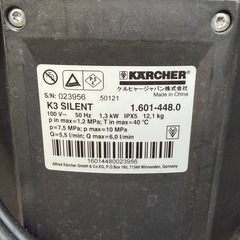 KÄRCHER
ケルヒャージャパン株式会社
Made in China
S/N: 023956 50121
K3 SILENT 1.601-448.0
100 V~ 50 Hz 1,3 kW IPX5 12,1 kg
p in max=1,2 MPa; T in max=40 °C
p=7,5 MPa; p max=10 MPa
Q=5,5 l/min; Q max=6,0 l/min
16014480023956
Alfred Kärcher GmbH & Co.KG, P.O.Box 160, 71349 Winnenden, Germany